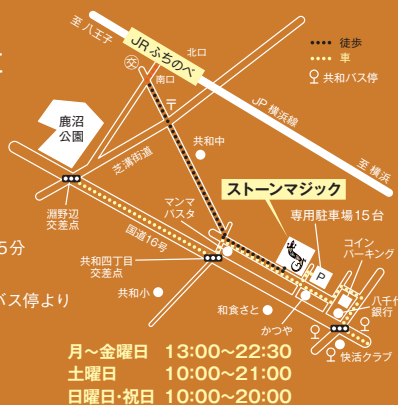 至 八王子
JR ふちのべ
北口
交
南口
〒
徒歩
車
共和バス停
JP 横浜線
至 横浜
鹿沼
公園
芝溝街道
共和中
ストーンマジック
専用駐車場15台
マンマ
パスタ
淵野辺
交差点
国道16号
コイン
パーキング
P
5分
共和四丁目
交差点
共和小
和食さと
かつや
八千代
銀行
バス停より
快活クラブ
月〜金曜日 13:00〜22:30
土曜日 10:00〜21:00
日曜日・祝日 10:00〜20:00